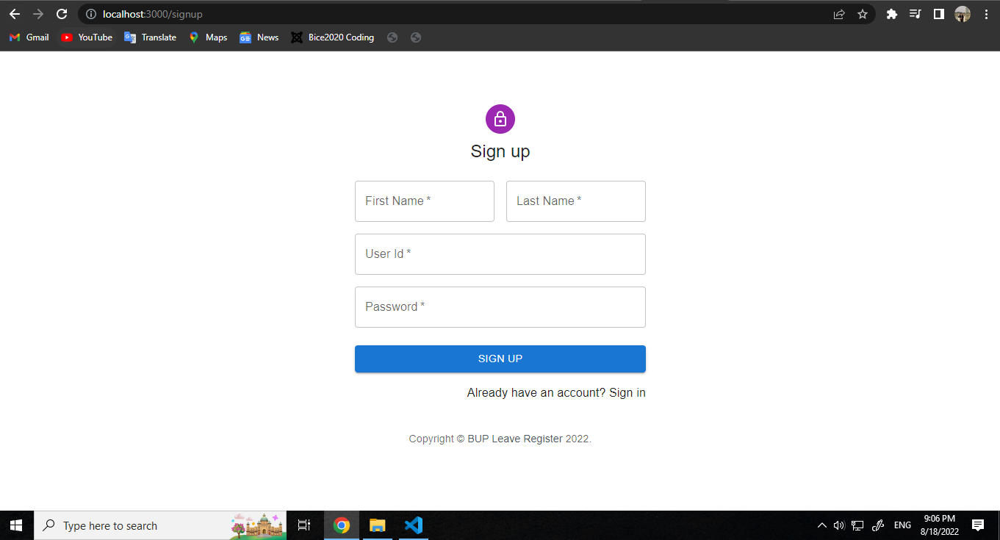 localhost:3000/signup
Gmail YouTube Translate Maps News Bice2020 Coding
Sign up
First Name * Last Name *
User Id *
Password *
SIGN UP
Already have an account? Sign in
Copyright © BUP Leave Register 2022.
Type here to search
ENG
9:06 PM
8/18/2022